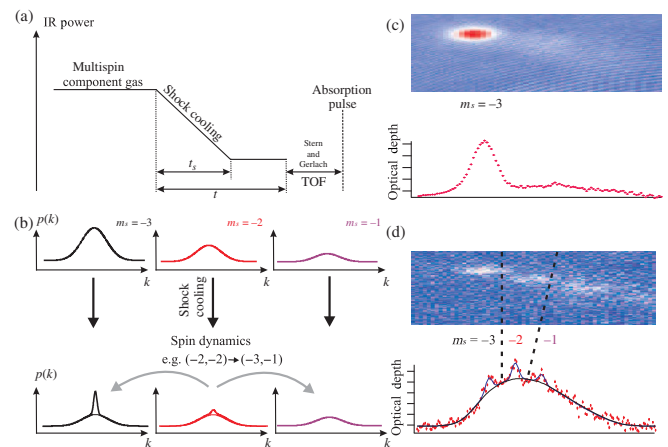 (a)
IR power
Multispin
component gas
Shock cooling
Absorption
pulse
Stern
and
Gerlach
TOF
t_s
t
(b)
p(k)
m_s = −3
m_s = −2
m_s = −1
k
k
k
Shock
cooling
Spin dynamics
e.g. (−2,−2)→(−3,−1)
p(k)
k
k
k
(c)
m_s = −3
Optical depth
(d)
m_s = −3
−2
−1
Optical depth